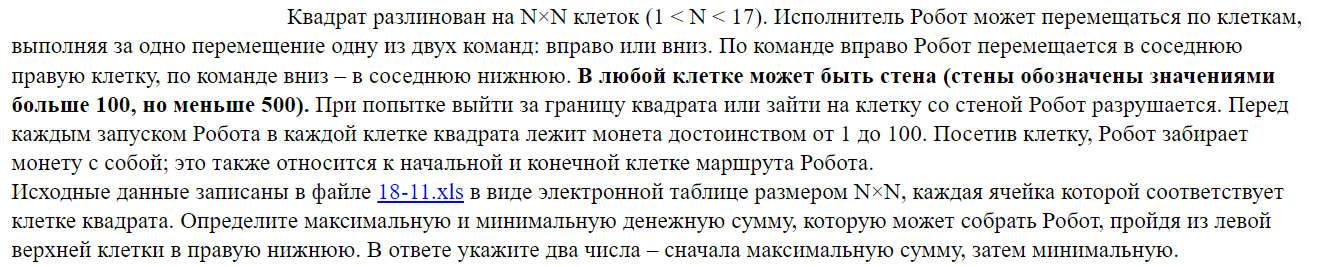 Квадрат разлинован на N×N клеток (1 < N < 17). Исполнитель Робот может перемещаться по клеткам,
выполняя за одно перемещение одну из двух команд: вправо или вниз. По команде вправо Робот перемещается в соседнюю
правую клетку, по команде вниз – в соседнюю нижнюю. В любой клетке может быть стена (стены обозначены значениями
больше 100, но меньше 500). При попытке выйти за границу квадрата или зайти на клетку со стеной Робот разрушается. Перед
каждым запуском Робота в каждой клетке квадрата лежит монета достоинством от 1 до 100. Посетив клетку, Робот забирает
монету с собой; это также относится к начальной и конечной клетке маршрута Робота.
Исходные данные записаны в файле 18-11.xls в виде электронной таблице размером N×N, каждая ячейка которой соответствует
клетке квадрата. Определите максимальную и минимальную денежную сумму, которую может собрать Робот, пройдя из левой
верхней клетки в правую нижнюю. В ответе укажите два числа – сначала максимальную сумму, затем минимальную.